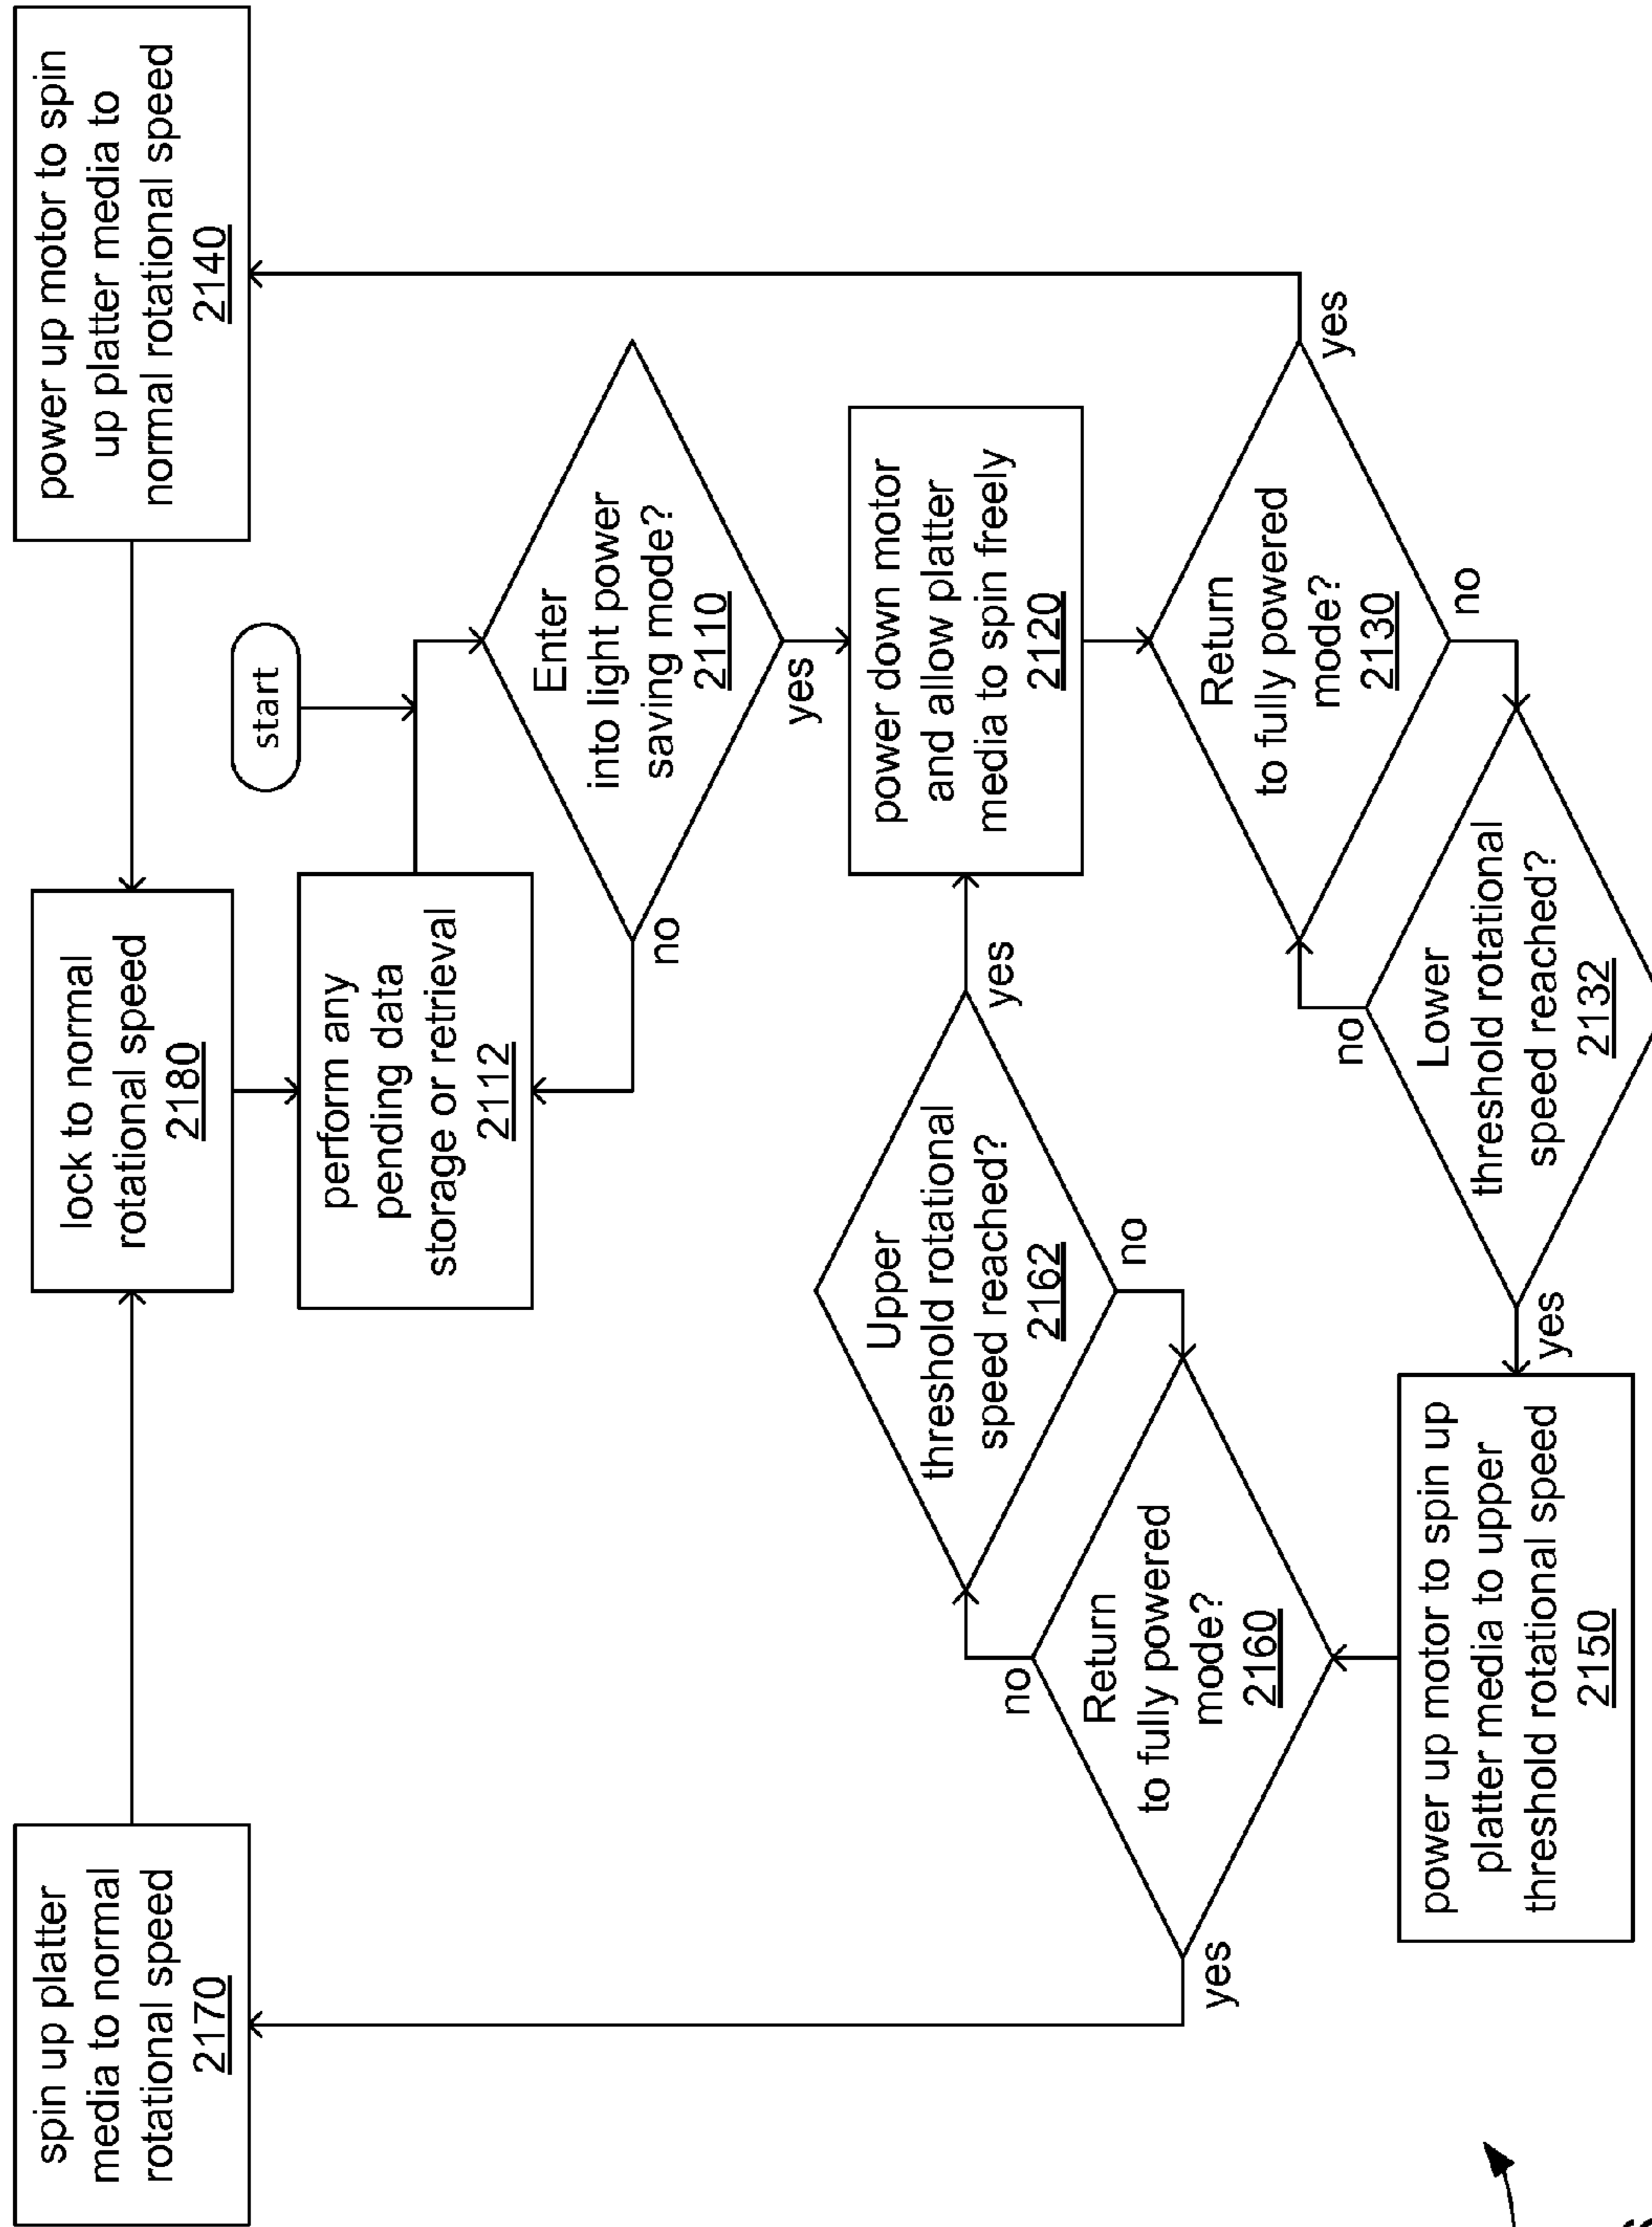 spin up platter
media to normal
rotational speed
2170
lock to normal
rotational speed
2180
power up motor to spin
up platter media to
normal rotational speed
2140
start
perform any
pending data
storage or retrieval
2112
Enter
into light power
saving mode?
2110
no
yes
power down motor
and allow platter
media to spin freely
2120
Upper
threshold rotational
speed reached?
2162
yes
no
Return
to fully powered
mode?
2160
no
yes
Return
to fully powered
mode?
2130
yes
no
Lower
threshold rotational
speed reached?
2132
no
yes
power up motor to spin up
platter media to upper
threshold rotational speed
2150